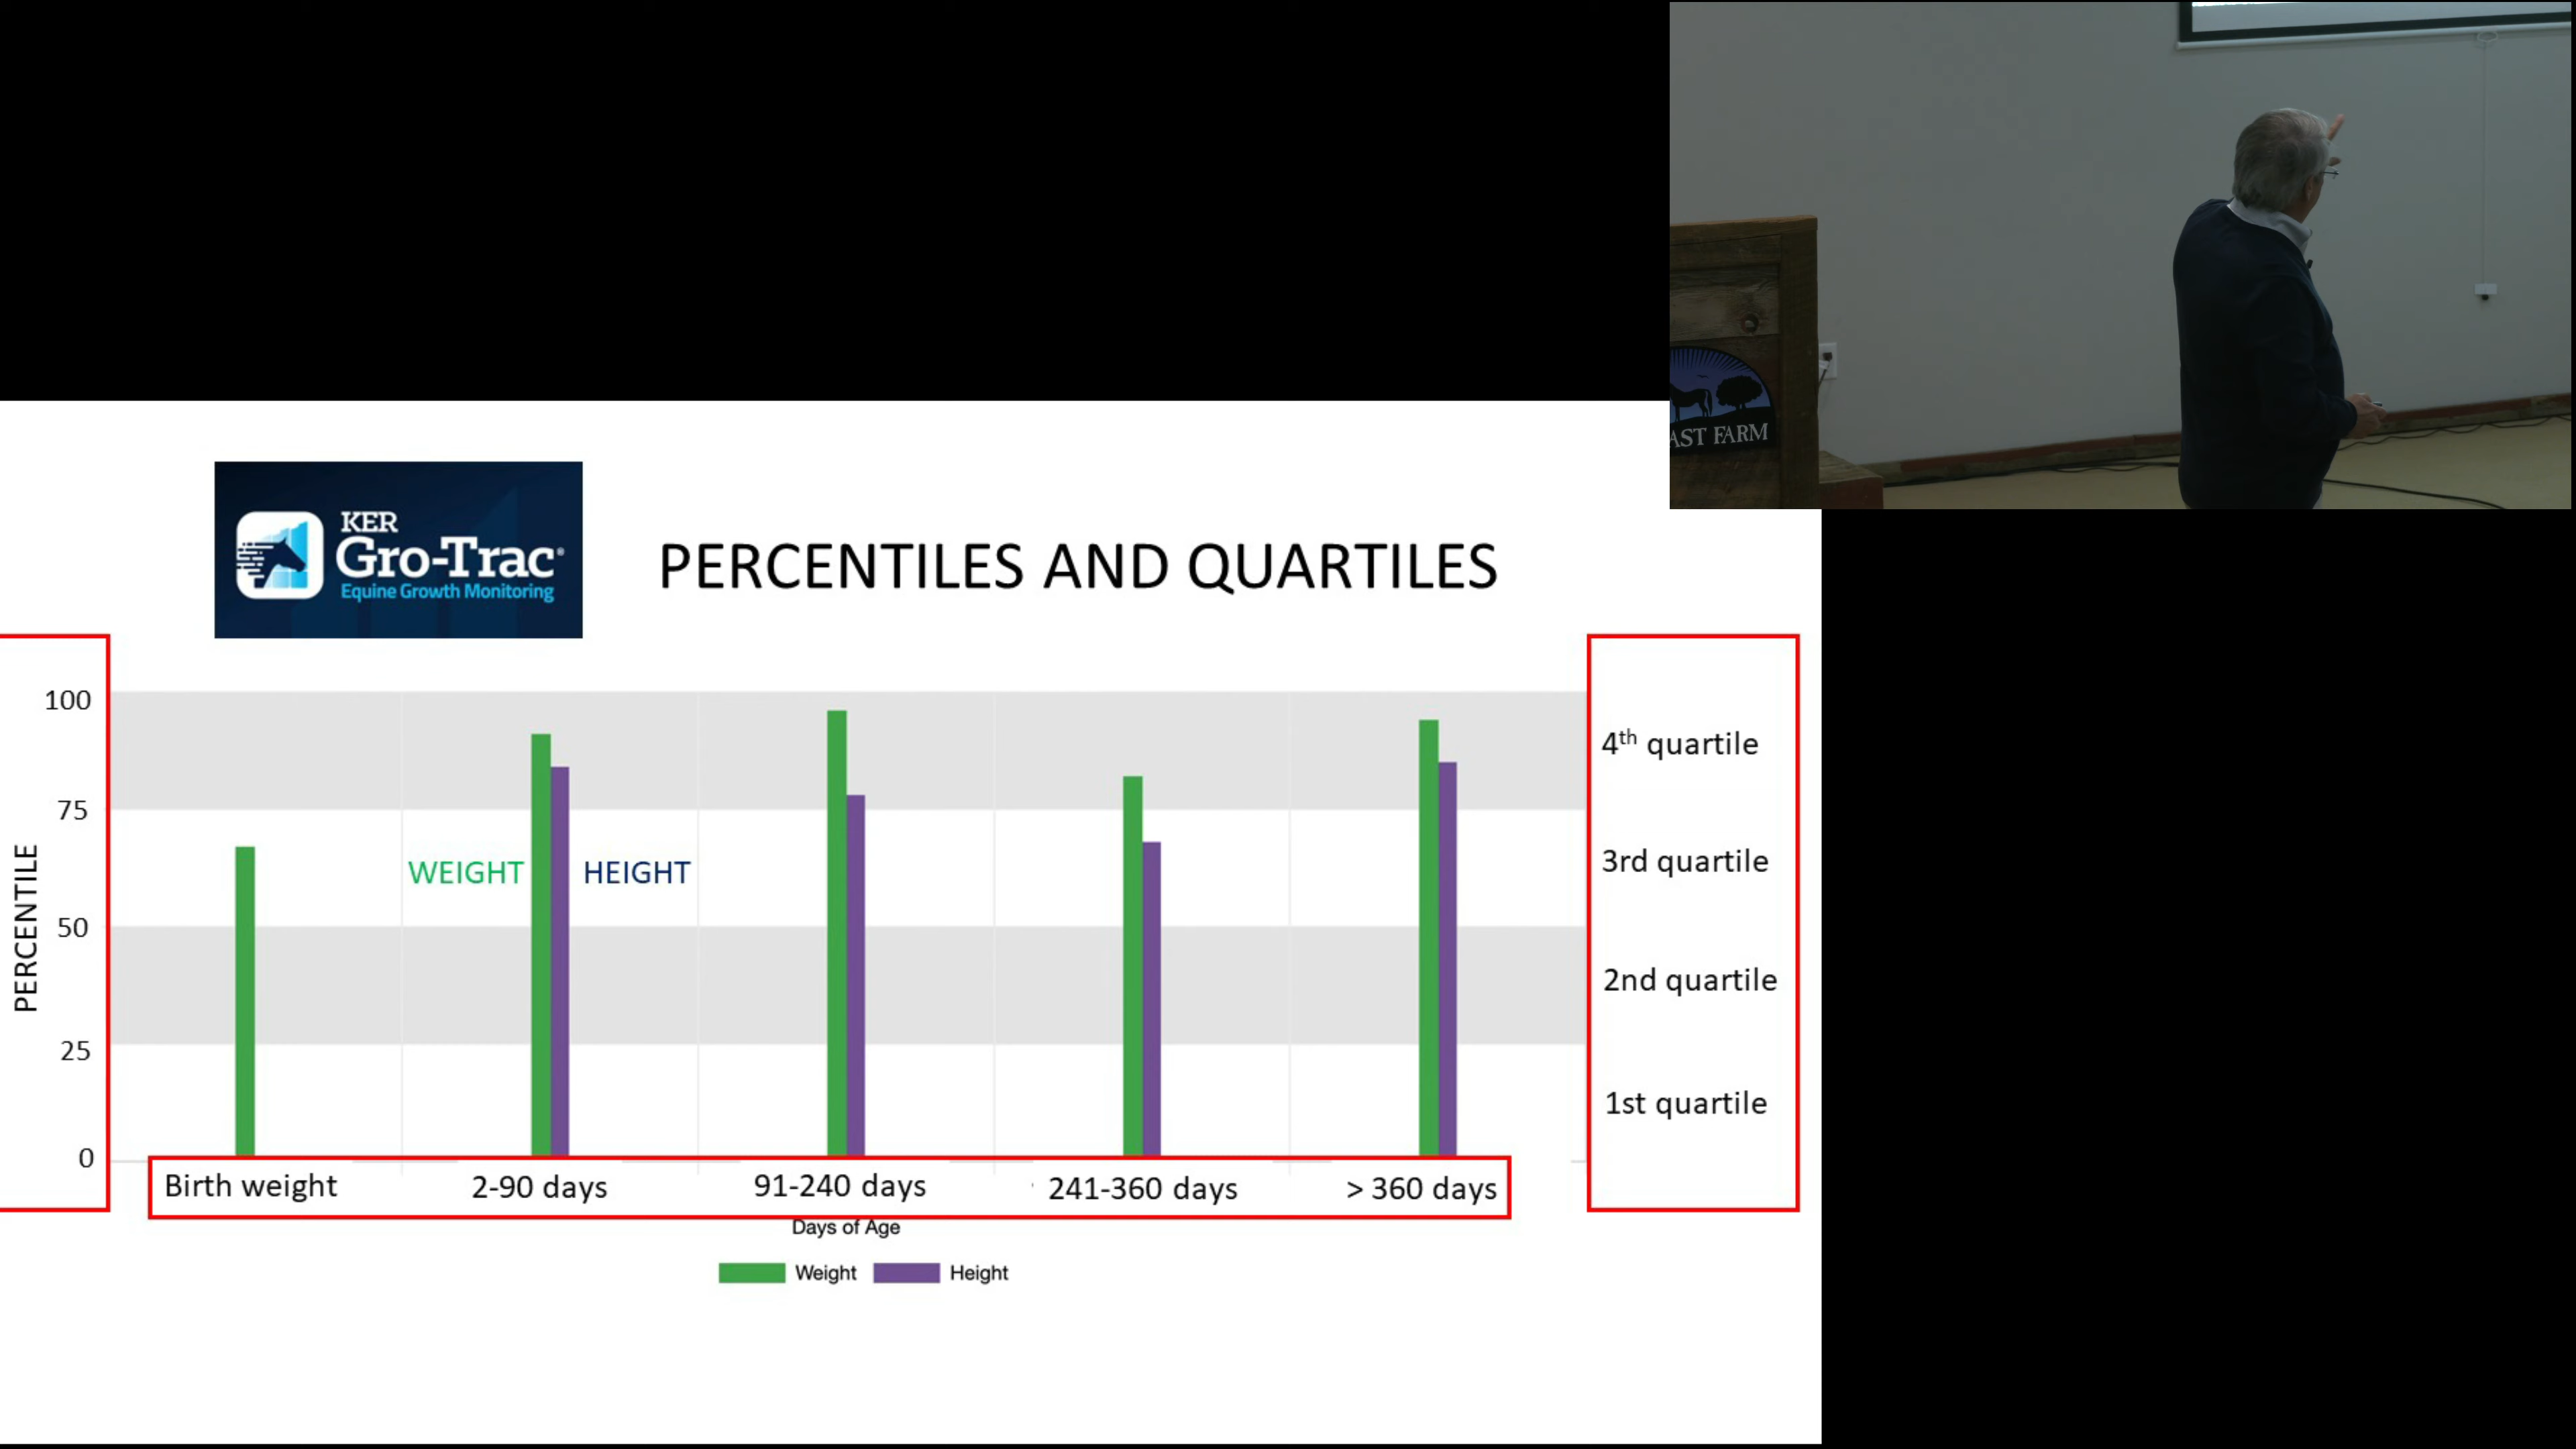 AST FARM
KER
Gro-Trac®
Equine Growth Monitoring
PERCENTILES AND QUARTILES
PERCENTILE
100
75
50
25
0
WEIGHT
HEIGHT
4th quartile
3rd quartile
2nd quartile
1st quartile
Birth weight
2-90 days
91-240 days
241-360 days
> 360 days
Days of Age
Weight
Height